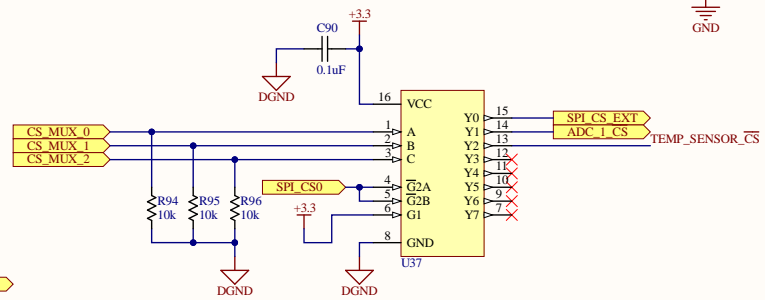 +3.3
C90
0.1uF
DGND
GND
16 VCC
CS_MUX_0 1 A
CS_MUX_1 2 B
CS_MUX_2 3 C
Y0 15 SPI_CS_EXT
Y1 14 ADC_1_CS
Y2 13 TEMP_SENSOR_CS
Y3 12
Y4 11
Y5 10
Y6 9
Y7 7
SPI_CS0 4 G2A
5 G2B
+3.3 6 G1
8 GND
R94 10k
R95 10k
R96 10k
U37
DGND
DGND